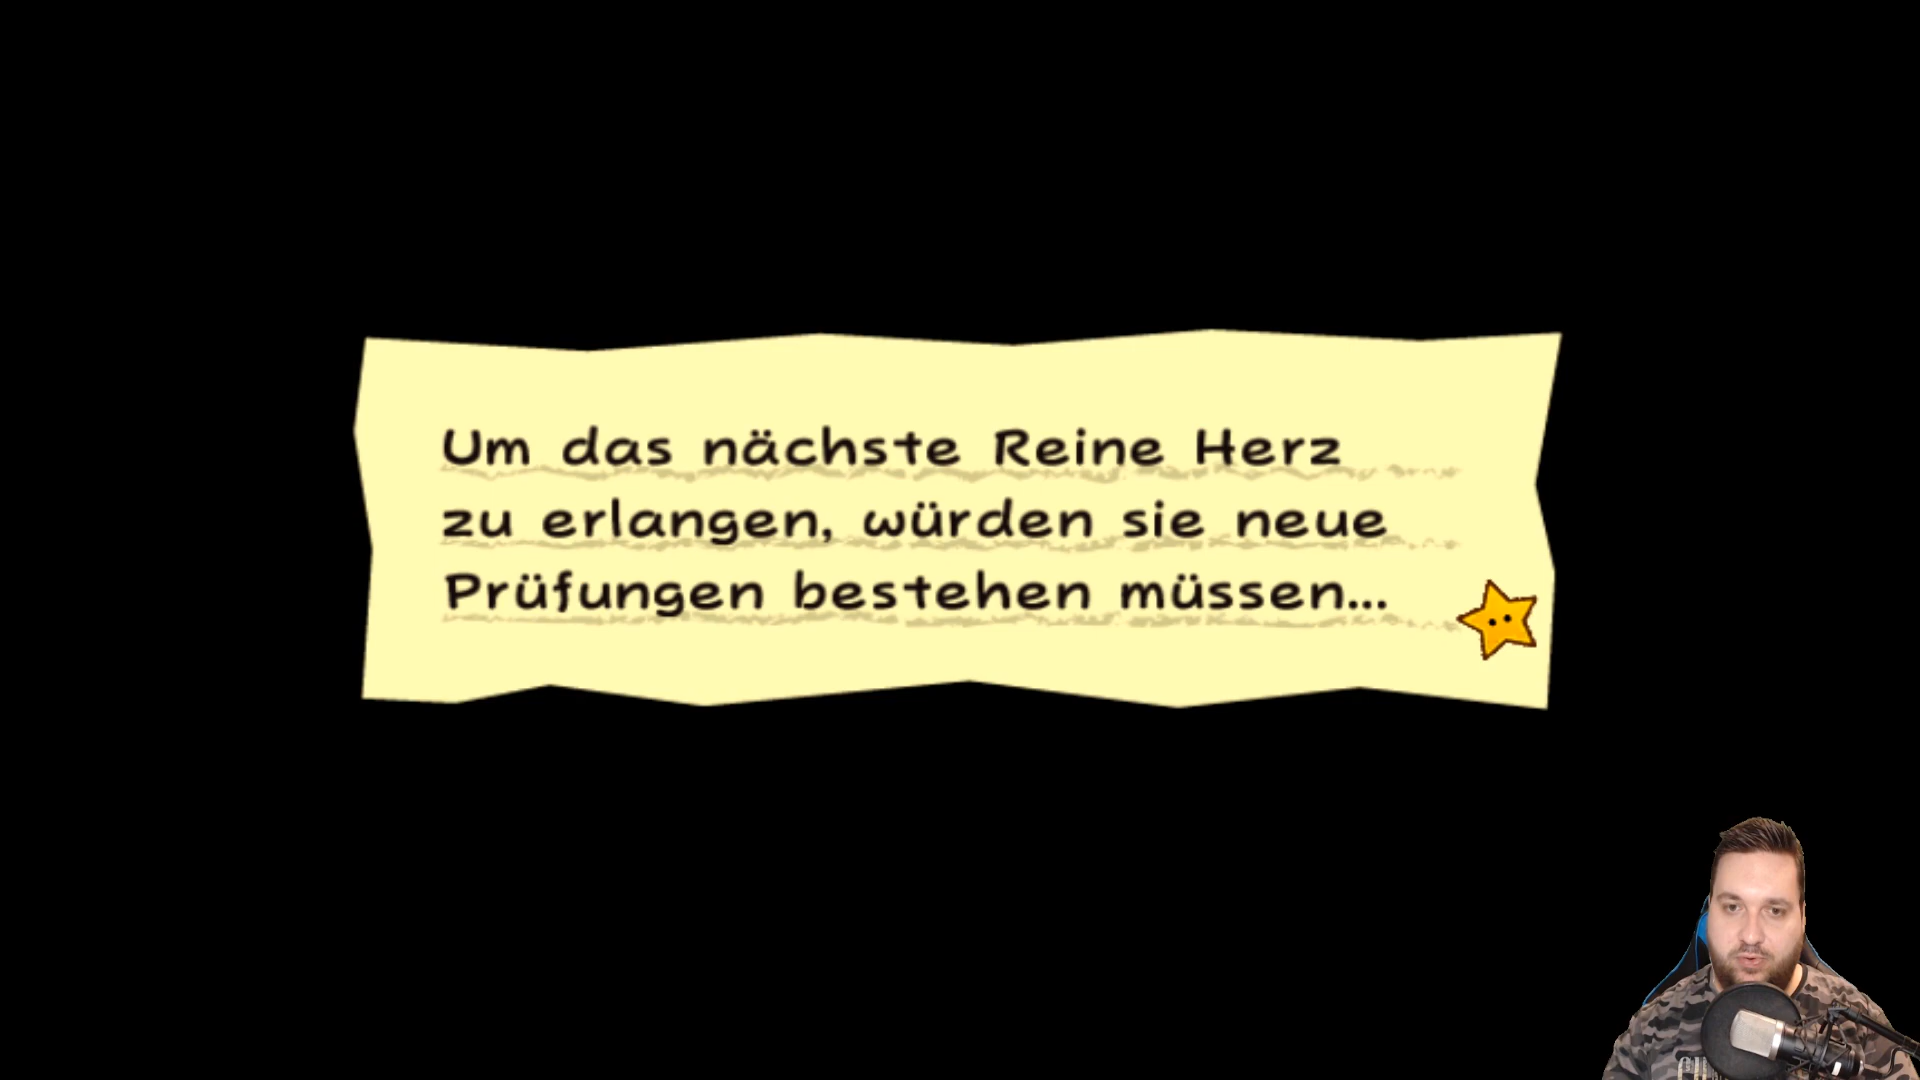 Um das nächste Reine Herz
zu erlangen, würden sie neue
Prüfungen bestehen müssen...